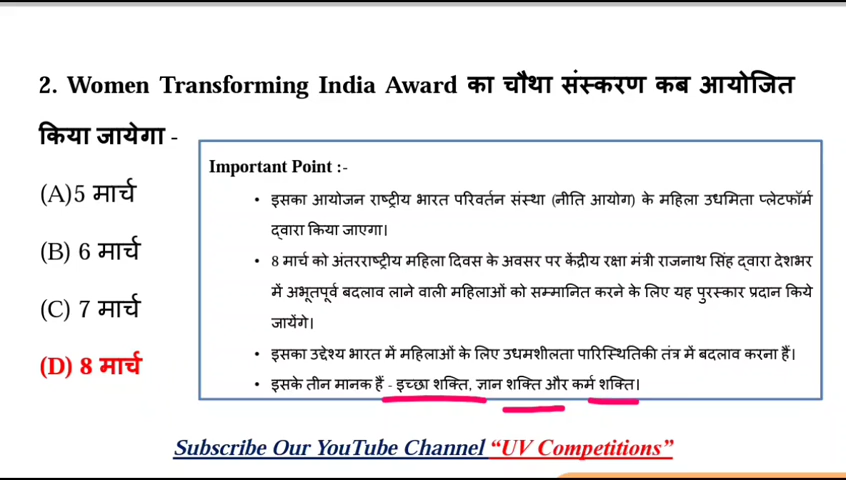 2. Women Transforming India Award का चौथा संस्करण कब आयोजित
किया जायेगा -
(A)5 मार्च
(B) 6 मार्च
(C) 7 मार्च
(D) 8 मार्च
Important Point :-
• इसका आयोजन राष्ट्रीय भारत परिवर्तन संस्था (नीति आयोग) के महिला उधमिता प्लेटफॉर्म
द्वारा किया जाएगा।
• 8 मार्च को अंतरराष्ट्रीय महिला दिवस के अवसर पर केंद्रीय रक्षा मंत्री राजनाथ सिंह द्वारा देशभर
में अभूतपूर्व बदलाव लाने वाली महिलाओं को सम्मानित करने के लिए यह पुरस्कार प्रदान किये
जायेंगे।
• इसका उद्देश्य भारत में महिलाओं के लिए उधमशीलता पारिस्थितिकी तंत्र में बदलाव करना हैं।
• इसके तीन मानक हैं - इच्छा शक्ति, ज्ञान शक्ति और कर्म शक्ति।
Subscribe Our YouTube Channel “UV Competitions”